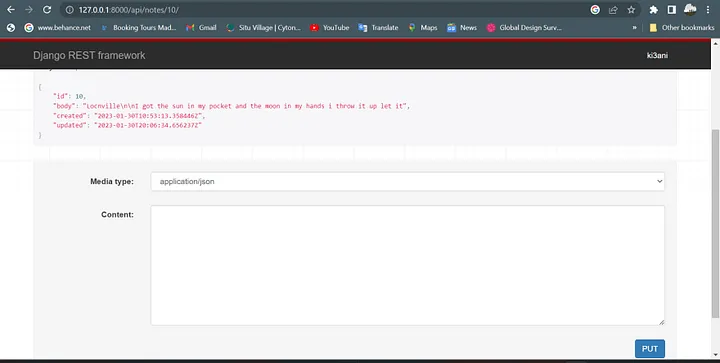 127.0.0.1:8000/api/notes/10/
www.behance.net
Booking Tours Mad...
Gmail
Situ Village | Cyton...
YouTube
Translate
Maps
News
Global Design Surv...
»
Other bookmarks
Django REST framework
ki3ani
{
"id": 10,
"body": "Locnville\n\nI got the sun in my pocket and the moon in my hands i throw it up let it",
"created": "2023-01-30T10:53:13.358446Z",
"updated": "2023-01-30T20:06:34.656237Z"
}
Media type:
application/json
Content:
PUT